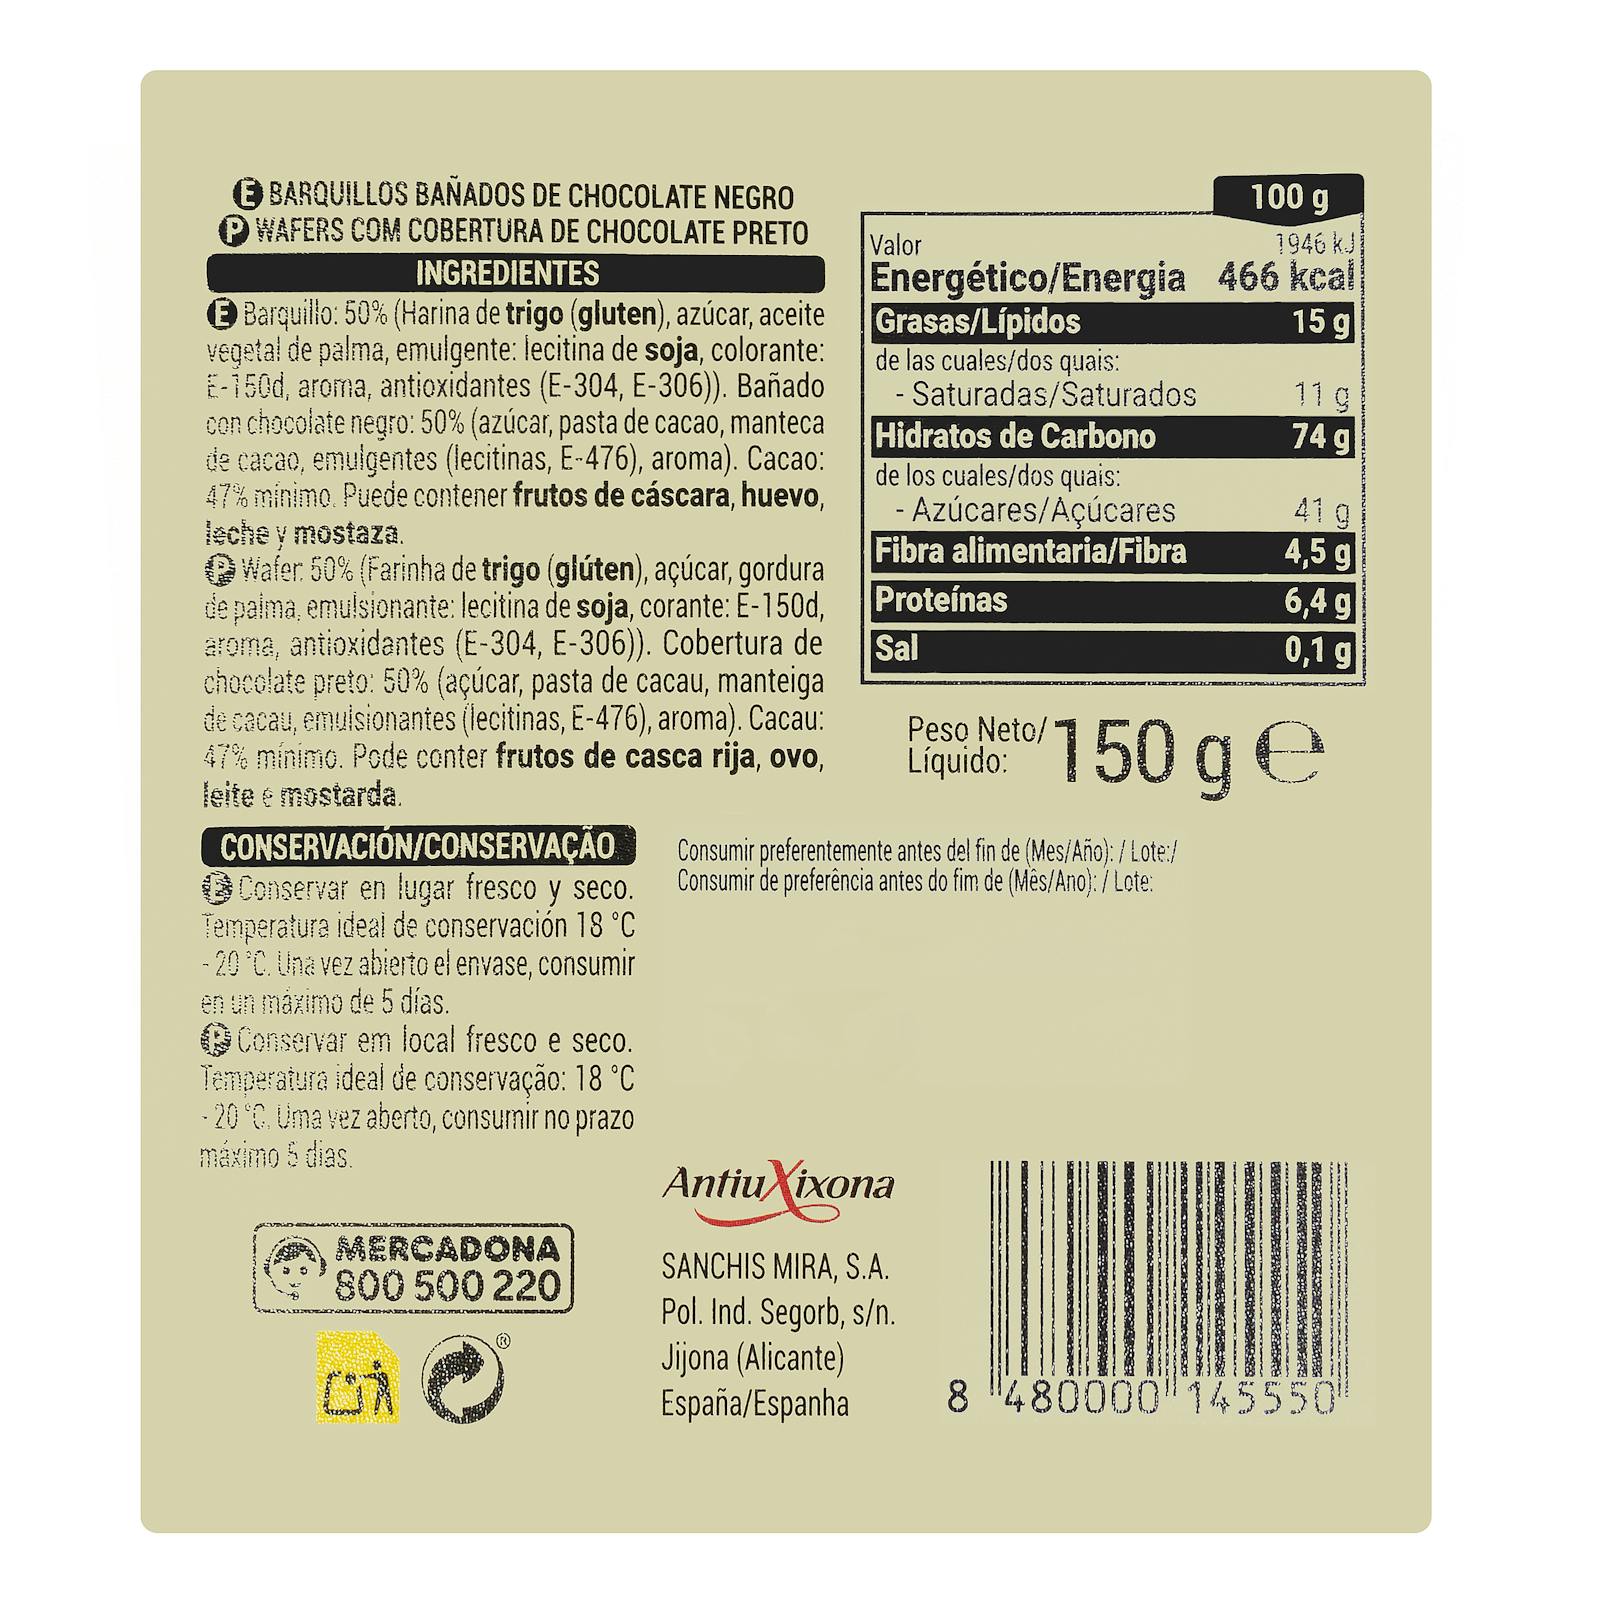 E BARQUILLOS BAÑADOS DE CHOCOLATE NEGRO
P WAFERS COM COBERTURA DE CHOCOLATE PRETO
INGREDIENTES
E Barquillo: 50% (Harina de trigo (gluten), azúcar, aceite
vegetal de palma, emulgente: lecitina de soja, colorante:
E-150d, aroma, antioxidantes (E-304, E-306)). Bañado
con chocolate negro: 50% (azúcar, pasta de cacao, manteca
de cacao, emulgentes (lecitinas, E-476), aroma). Cacao:
47% mínimo. Puede contener frutos de cáscara, huevo,
leche y mostaza.
P Wafer: 50% (Farinha de trigo (glúten), açúcar, gordura
de palma, emulsionante: lecitina de soja, corante: E-150d,
aroma, antioxidantes (E-304, E-306)). Cobertura de
chocolate preto: 50% (açúcar, pasta de cacau, manteiga
de cacau, emulsionantes (lecitinas, E-476), aroma). Cacau:
47% mínimo. Pode conter frutos de casca rija, ovo,
leite e mostarda.
CONSERVACIÓN/CONSERVAÇÃO
E Conservar en lugar fresco y seco.
Temperatura ideal de conservación 18 °C
- 20 °C. Una vez abierto el envase, consumir
en un máximo de 5 días.
P Conservar em local fresco e seco.
Temperatura ideal de conservação: 18 °C
- 20 °C. Uma vez aberto, consumir no prazo
máximo 5 dias.
MERCADONA
800 500 220
®
100 g
Valor 1946 kJ
Energético/Energia 466 kcal
Grasas/Lípidos 15 g
de las cuales/dos quais:
- Saturadas/Saturados 11 g
Hidratos de Carbono 74 g
de los cuales/dos quais:
- Azúcares/Açúcares 41 g
Fibra alimentaria/Fibra 4,5 g
Proteínas 6,4 g
Sal 0,1 g
Peso Neto/
Líquido: 150 g e
Consumir preferentemente antes del fin de (Mes/Año): / Lote:/
Consumir de preferência antes do fim de (Mês/Ano): / Lote:
AntiuXixona
SANCHIS MIRA, S.A.
Pol. Ind. Segorb, s/n.
Jijona (Alicante)
España/Espanha
8 480000 145550